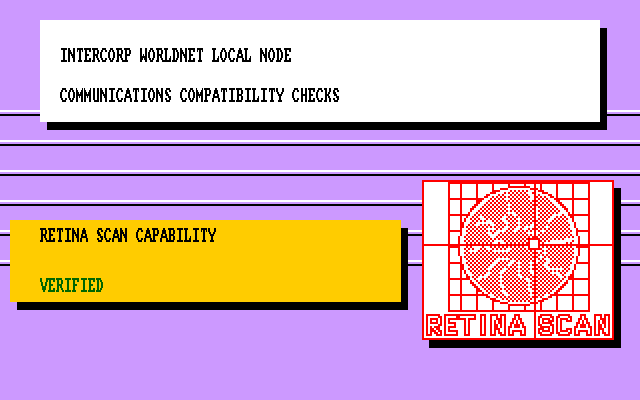 INTERCORP WORLDNET LOCAL NODE
COMMUNICATIONS COMPATIBILITY CHECKS
RETINA SCAN CAPABILITY
VERIFIED
RETINA SCAN